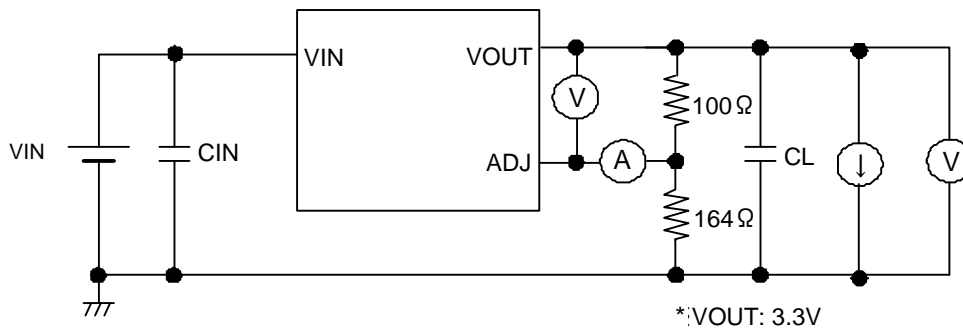 VIN
CIN
VIN
VOUT
ADJ
V
A
100Ω
164Ω
CL
↓
V
*VOUT: 3.3V